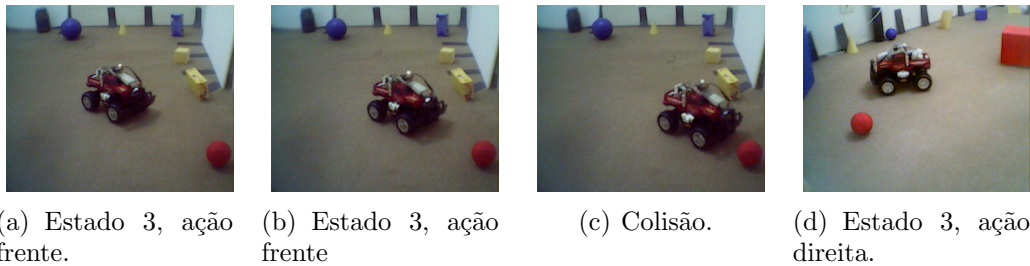 (a) Estado 3, ação
frente.
(b) Estado 3, ação
frente
(c) Colisão.
(d) Estado 3, ação
direita.